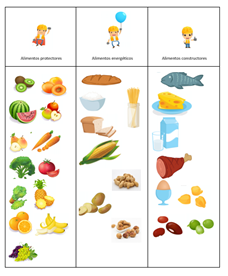 Alimentos protectores
Alimentos energéticos
Alimentos constructores